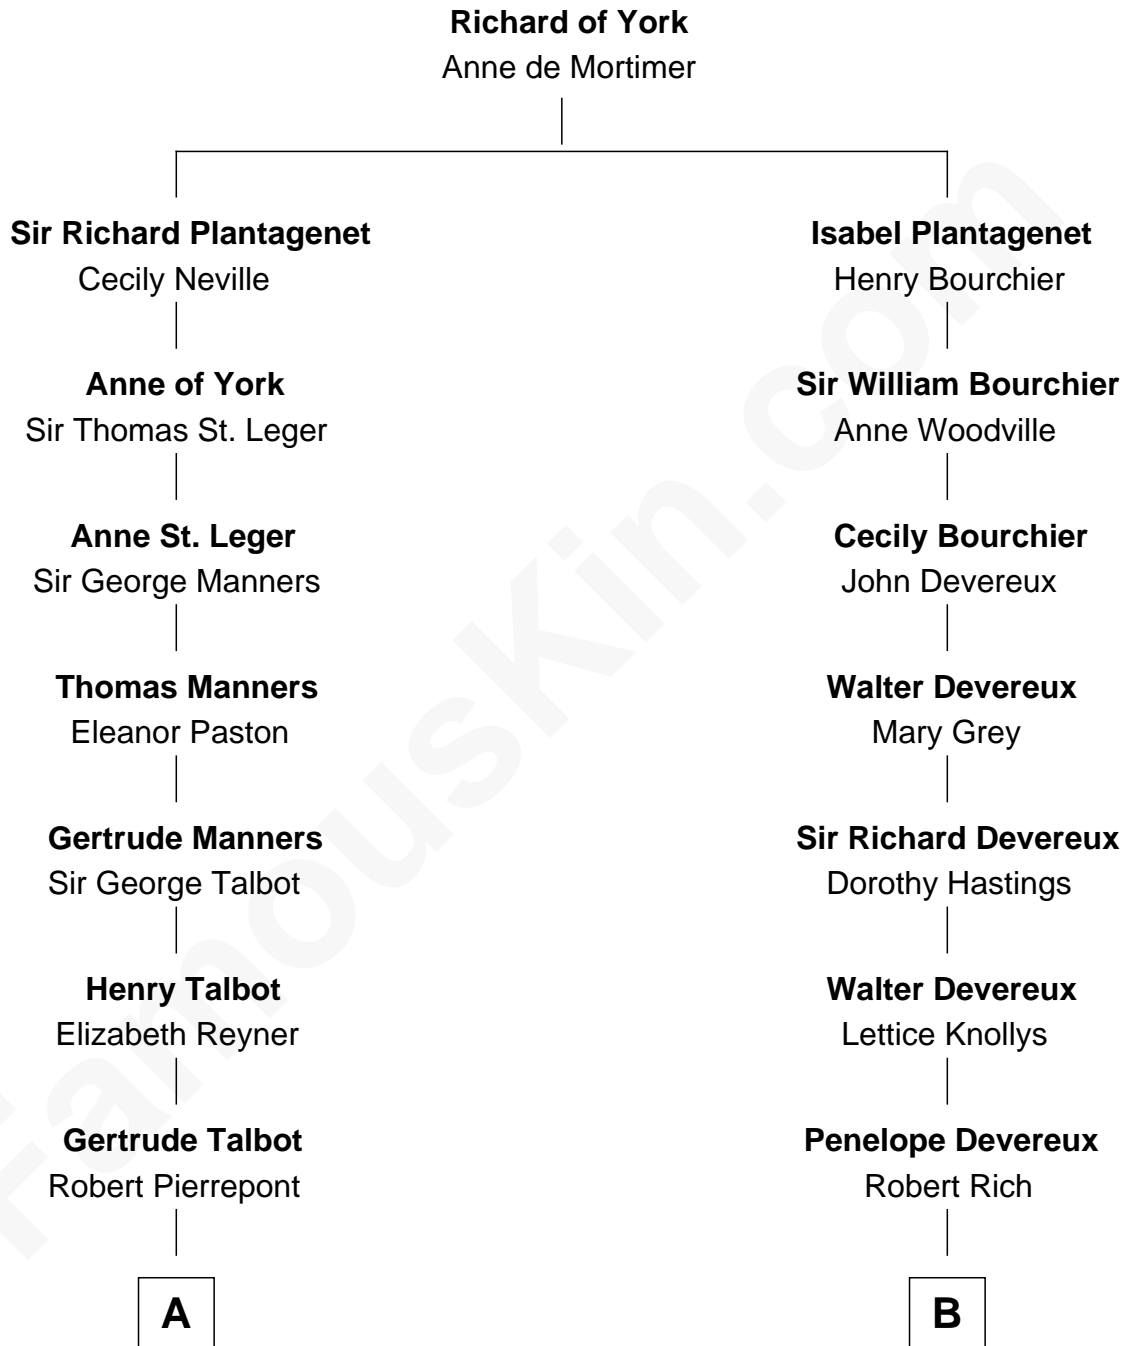 Richard of York
Anne de Mortimer
Sir Richard Plantagenet
Cecily Neville
Isabel Plantagenet
Henry Bourchier
Anne of York
Sir Thomas St. Leger
Sir William Bourchier
Anne Woodville
Anne St. Leger
Sir George Manners
Cecily Bourchier
John Devereux
Thomas Manners
Eleanor Paston
Walter Devereux
Mary Grey
Gertrude Manners
Sir George Talbot
Sir Richard Devereux
Dorothy Hastings
Henry Talbot
Elizabeth Reyner
Walter Devereux
Lettice Knollys
Gertrude Talbot
Robert Pierrepont
Penelope Devereux
Robert Rich
A
B
FamousKin.com